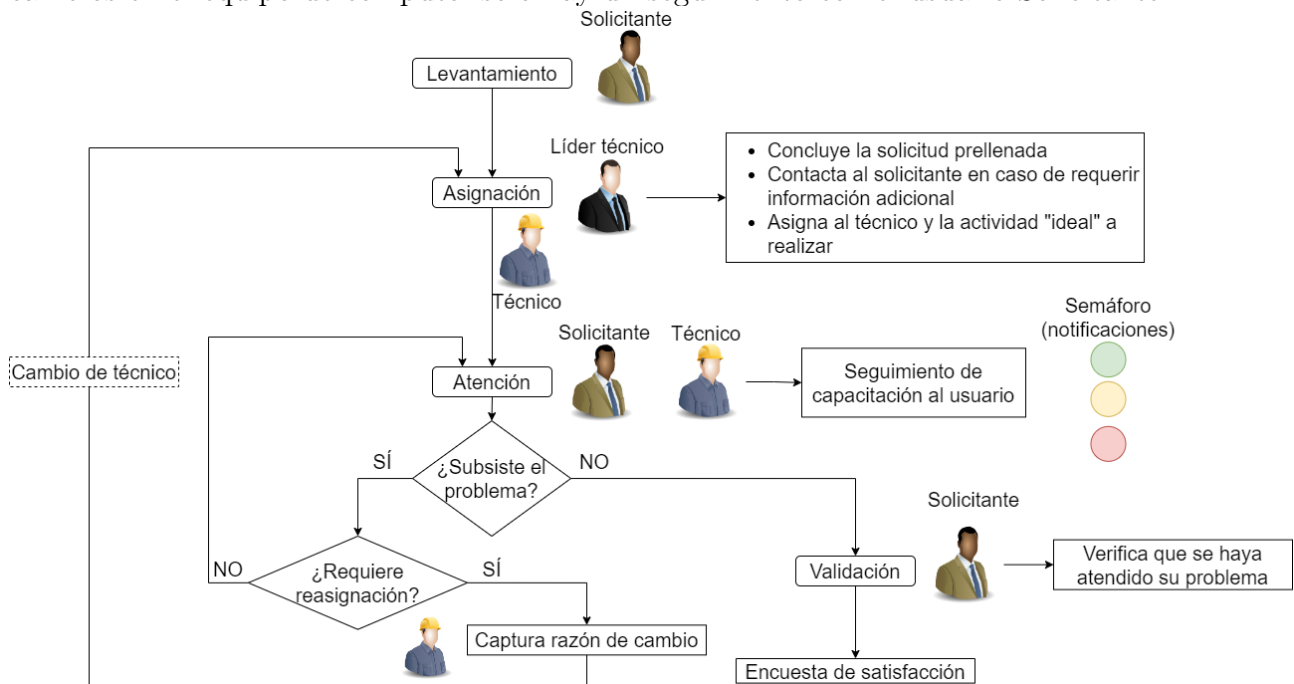 Solicitante
Levantamiento
Líder técnico
Asignación
• Concluye la solicitud prellenada
• Contacta al solicitante en caso de requerir
información adicional
• Asigna al técnico y la actividad "ideal" a
realizar
Técnico
Semáforo
(notificaciones)
Solicitante
Técnico
Cambio de técnico
Atención
Seguimiento de
capacitación al usuario
SÍ
¿Subsiste el
problema?
NO
Solicitante
NO
¿Requiere
reasignación?
SÍ
Validación
Verifica que se haya
atendido su problema
Captura razón de cambio
Encuesta de satisfacción